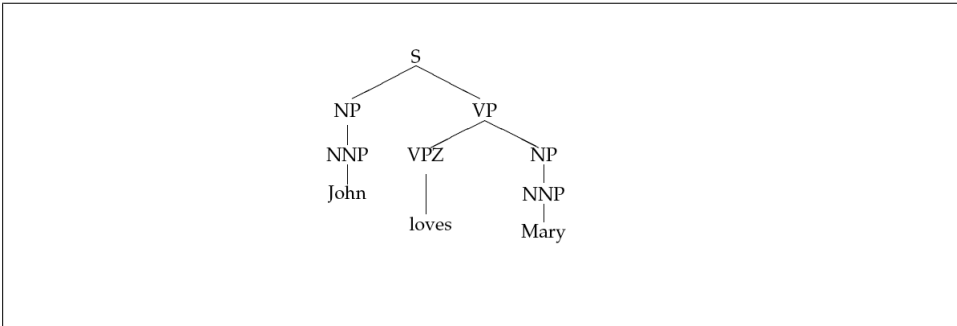 S
NP VP
NNP VPZ NP
John NNP
loves Mary